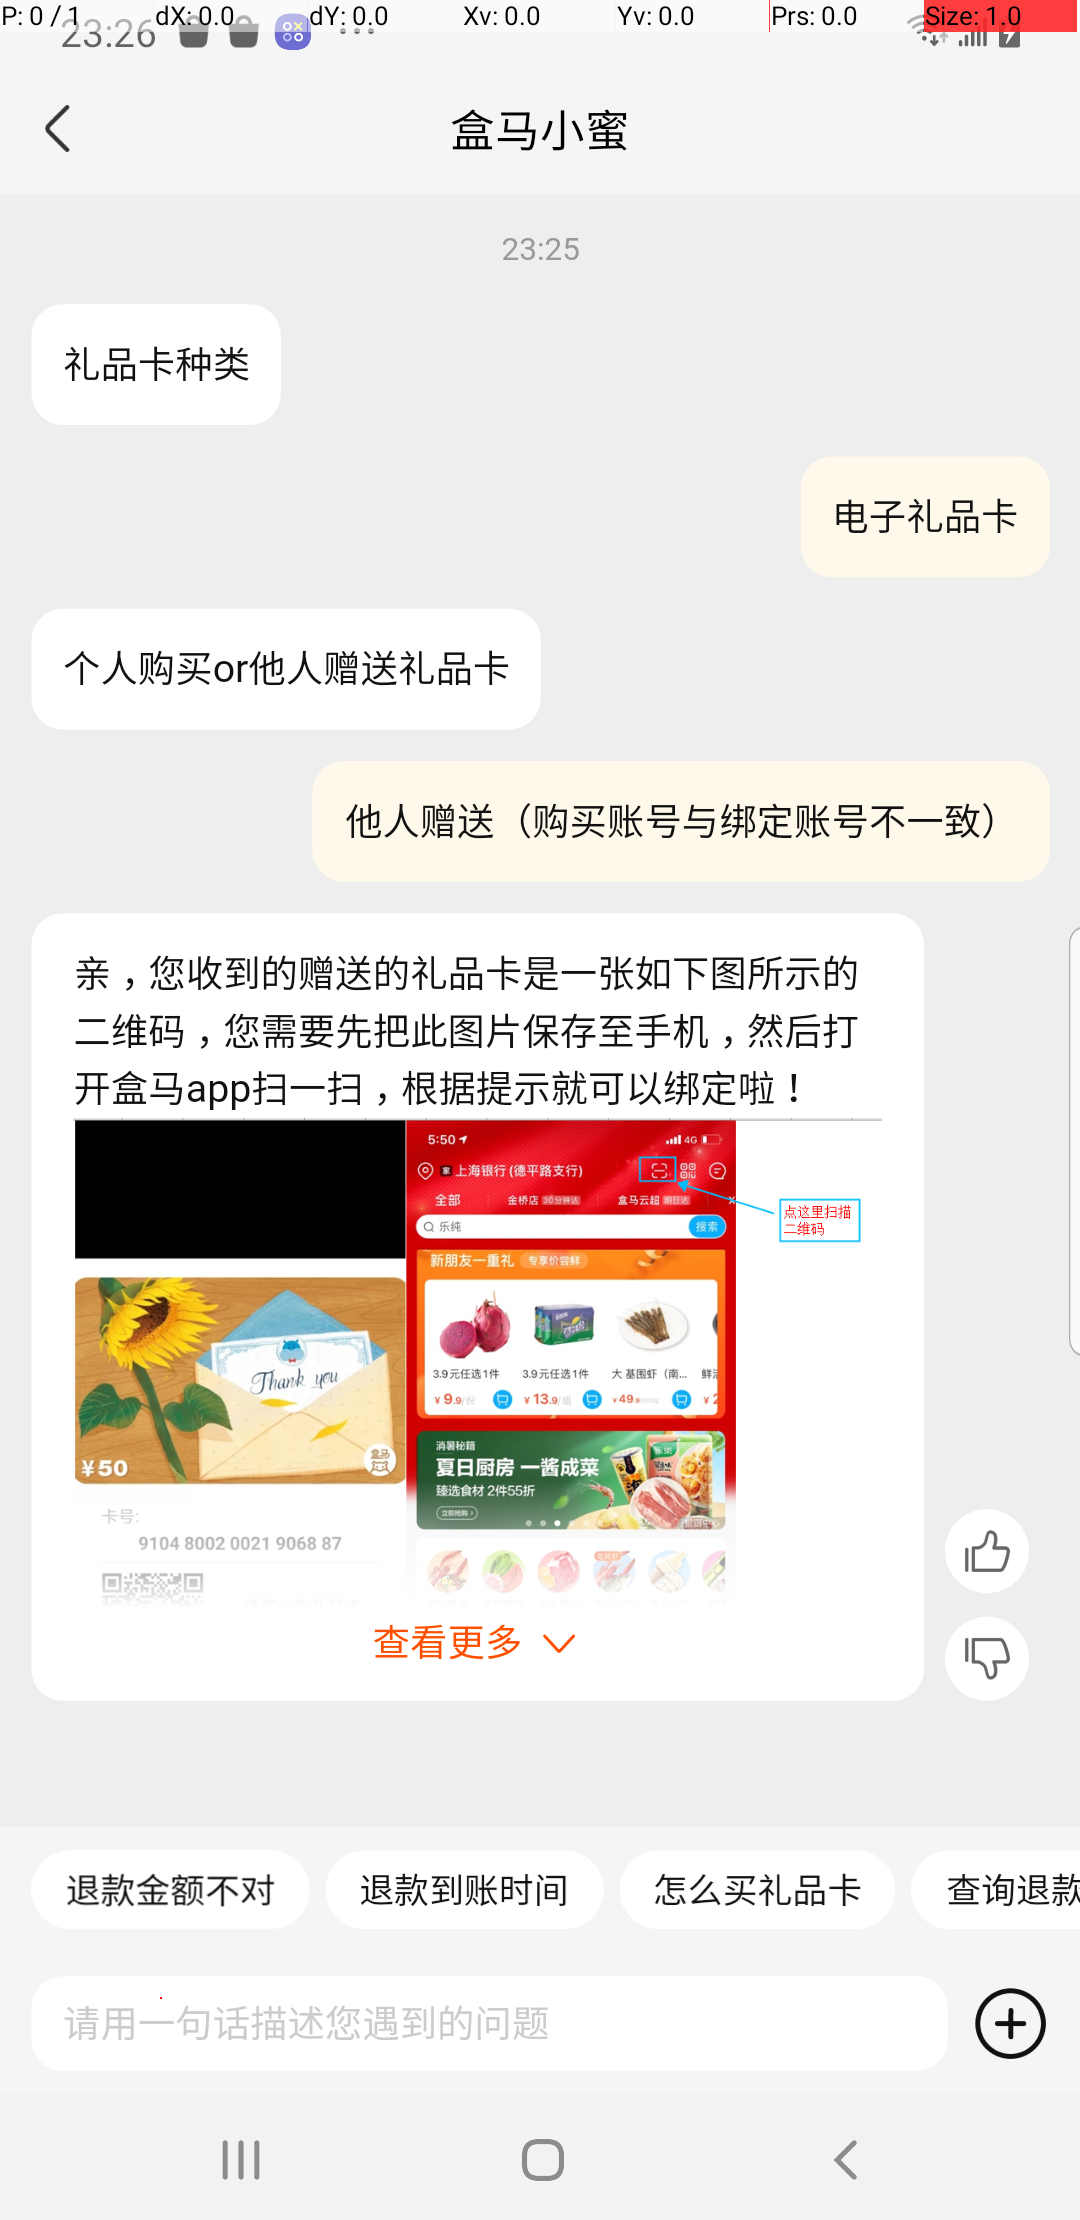 P: 0 / 1 dX: 0.0 dY: 0.0 Xv: 0.0 Yv: 0.0 Prs: 0.0 Size: 1.0
23:26
盒马小蜜
23:25
礼品卡种类
电子礼品卡
个人购买or他人赠送礼品卡
他人赠送（购买账号与绑定账号不一致）
亲，您收到的赠送的礼品卡是一张如下图所示的
二维码，您需要先把此图片保存至手机，然后打
开盒马app扫一扫，根据提示就可以绑定啦！
5:50 4G
家 上海银行(德平路支行)
全部 金桥店 30分钟达 盒马云超 明日达
点这里扫描
二维码
乐纯 搜索
新朋友一重礼 专享价尝鲜
Thank you
3.9元任选1件 3.9元任选1件 大 基围虾（南...
¥9.9/份 ¥13.9/组 ¥49.9/500g
消暑秘籍
夏日厨房 一酱成菜
臻选食材 2件55折
立即抢购
¥50 盒马
卡号:
9104 8002 0021 9068 87
查看更多
退款金额不对 退款到账时间 怎么买礼品卡 查询退款
请用一句话描述您遇到的问题